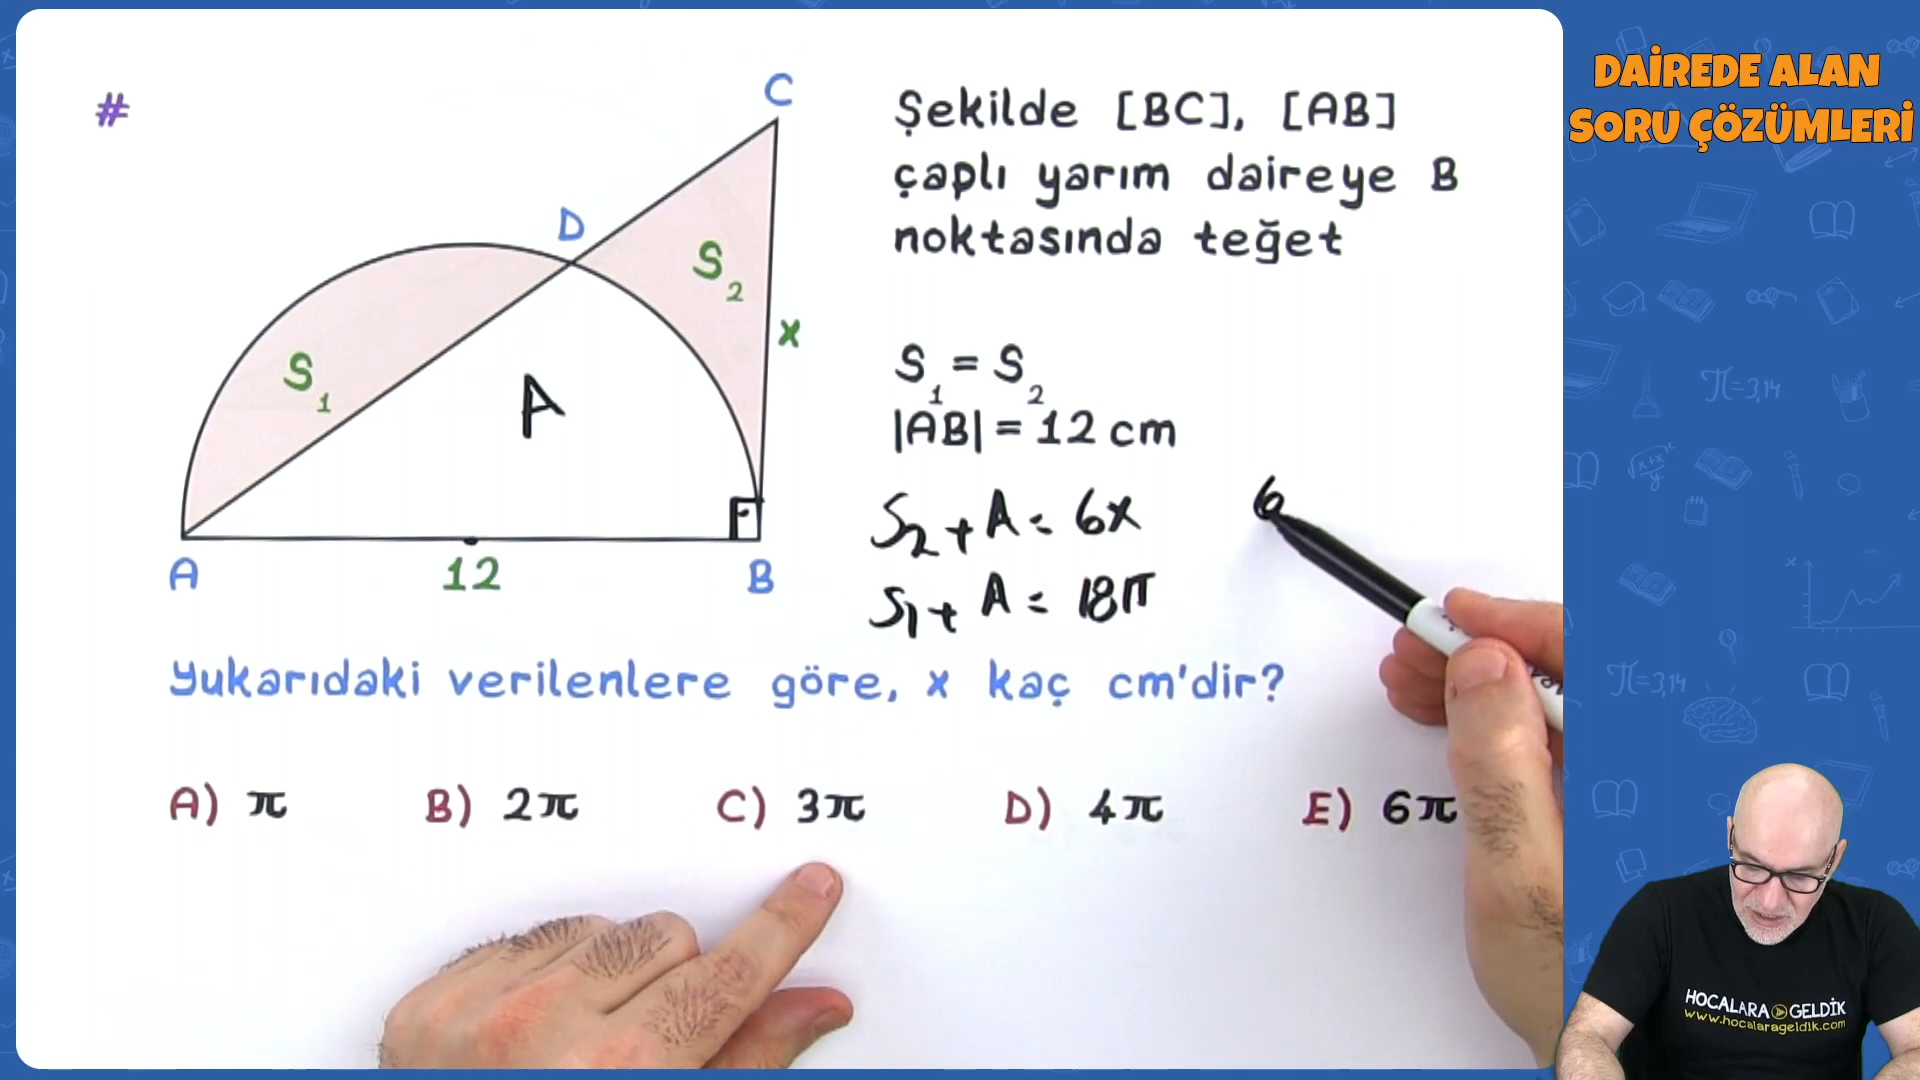 DAİREDE ALAN
SORU ÇÖZÜMLERİ
#
C
D
S2
x
S1
A
A
12
B
Şekilde [BC], [AB]
çaplı yarım daireye B
noktasında teğet
S1 = S2
|AB| = 12 cm
S2 + A = 6x
6
S1 + A = 18π
Yukarıdaki verilenlere göre, x kaç cm'dir?
A) π B) 2π C) 3π D) 4π E) 6π
π=3,14
π=3,14
HOCALARA GELDİK
www.hocalarageldik.com